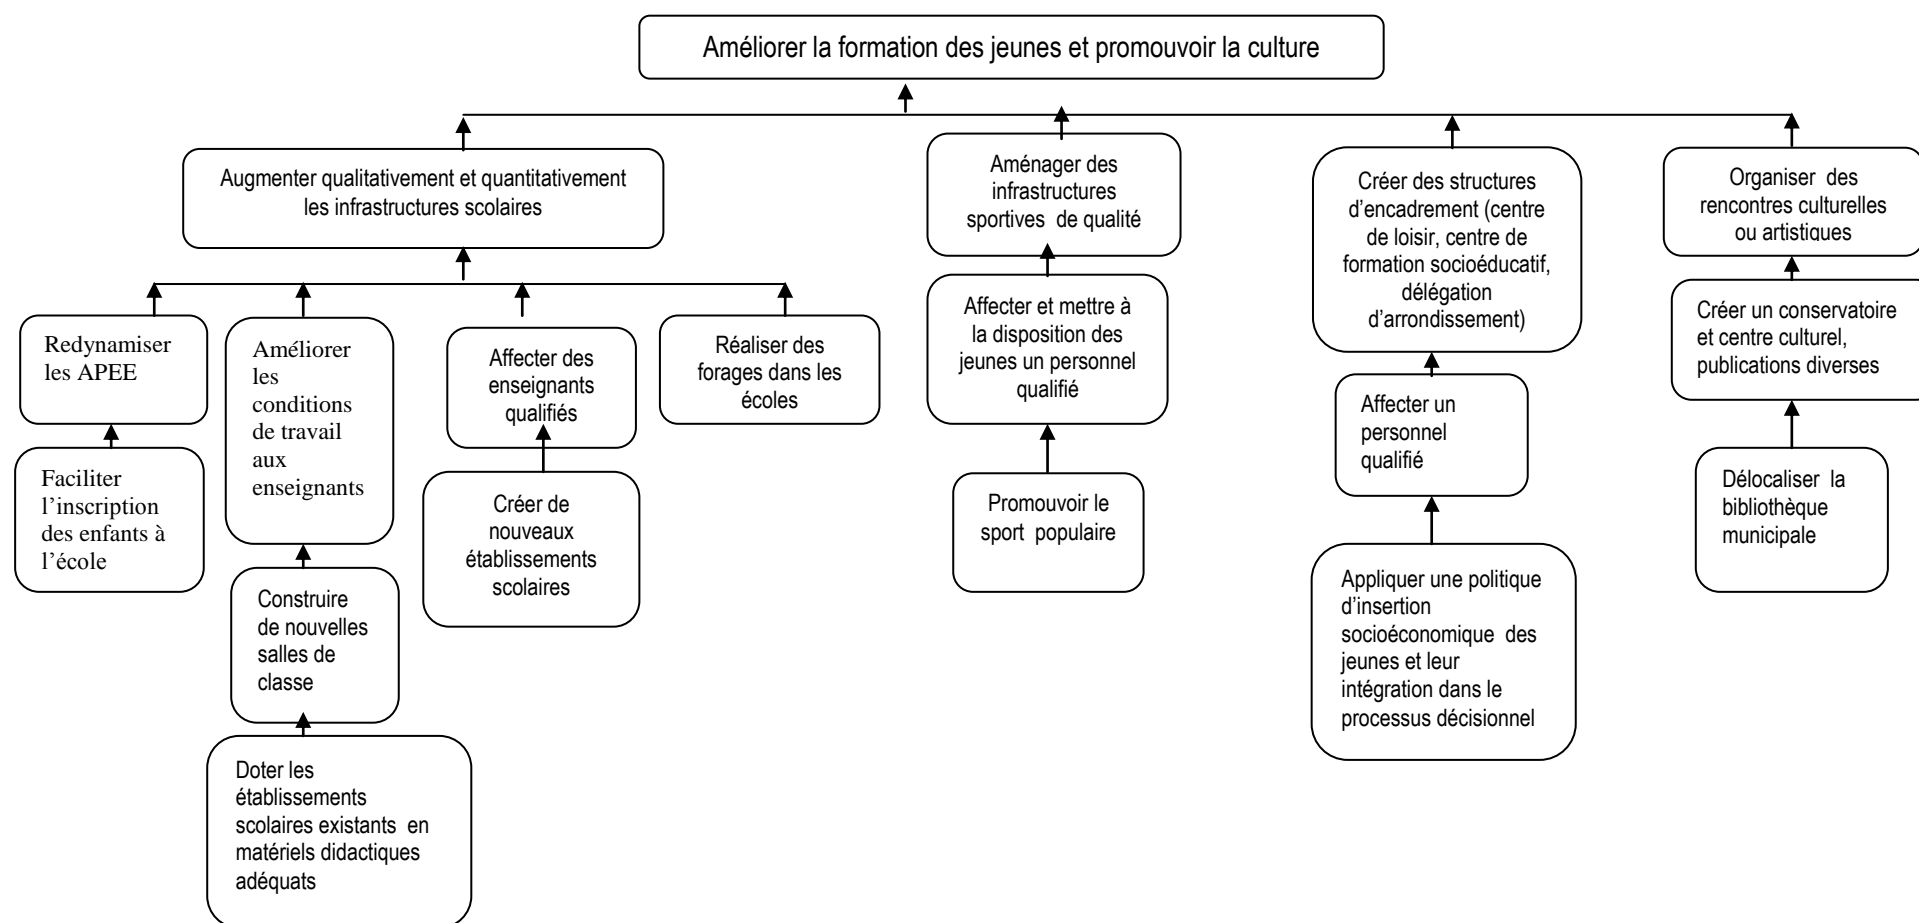 Améliorer la formation des jeunes et promouvoir la culture
Augmenter qualitativement et quantitativement
les infrastructures scolaires
Aménager des
infrastructures
sportives de qualité
Créer des structures
d'encadrement (centre
de loisir, centre de
formation socioéducatif,
délégation
d'arrondissement)
Organiser des
rencontres culturelles
ou artistiques
Redynamiser
les APEE
Améliorer
les
conditions
de travail
aux
enseignants
Affecter des
enseignants
qualifiés
Réaliser des
forages dans les
écoles
Affecter et mettre à
la disposition des
jeunes un personnel
qualifié
Affecter un
personnel
qualifié
Créer un conservatoire
et centre culturel,
publications diverses
Faciliter
l'inscription
des enfants à
l'école
Construire
de nouvelles
salles de
classe
Créer de
nouveaux
établissements
scolaires
Promouvoir le
sport populaire
Appliquer une politique
d'insertion
socioéconomique des
jeunes et leur
intégration dans le
processus décisionnel
Délocaliser la
bibliothèque
municipale
Doter les
établissements
scolaires existants en
matériels didactiques
adéquats